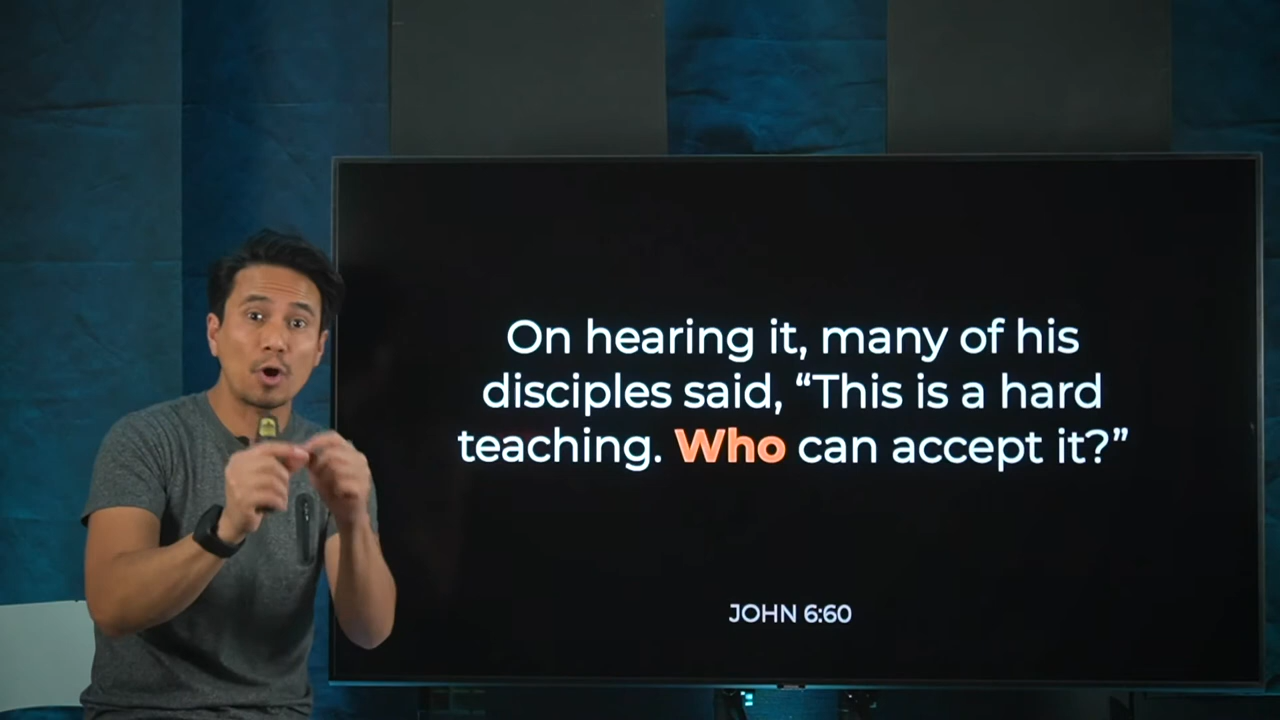 On hearing it, many of his
disciples said, “This is a hard
teaching. Who can accept it?”
JOHN 6:60